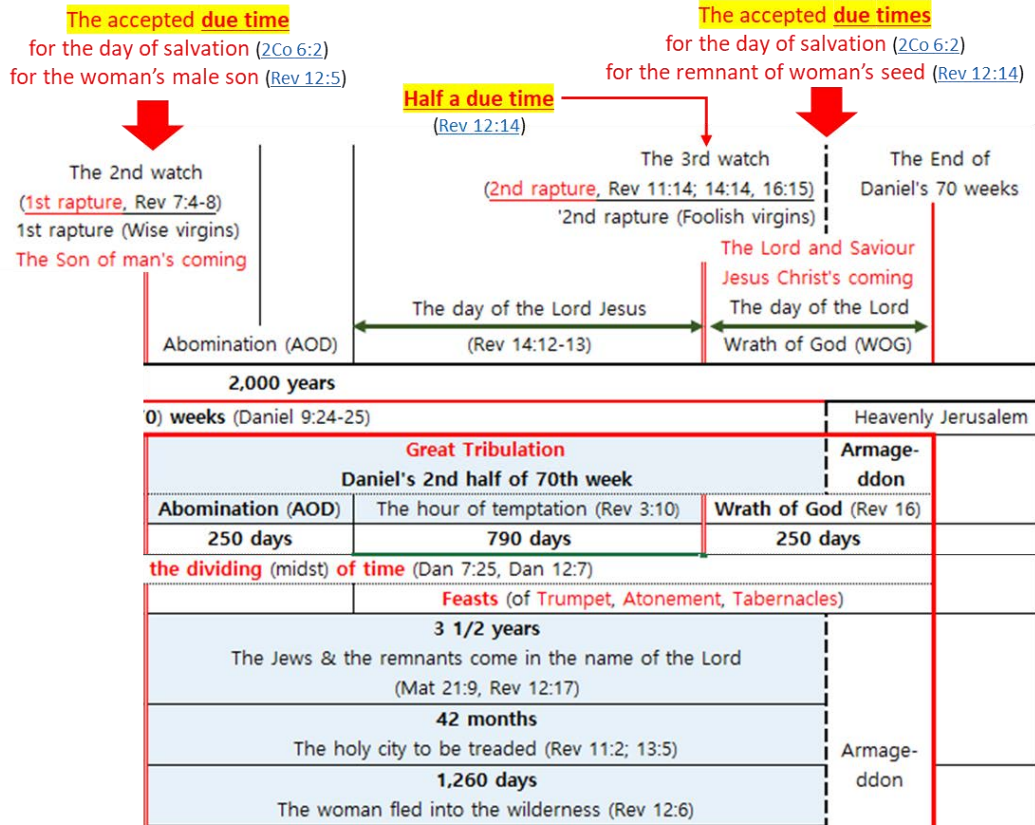 The accepted due time
for the day of salvation (2Co 6:2)
for the woman's male son (Rev 12:5)
The accepted due times
for the day of salvation (2Co 6:2)
for the remnant of woman's seed (Rev 12:14)
Half a due time
(Rev 12:14)
The 2nd watch
(1st rapture, Rev 7:4-8)
1st rapture (Wise virgins)
The Son of man's coming
The 3rd watch
(2nd rapture, Rev 11:14; 14:14, 16:15)
'2nd rapture (Foolish virgins)
The End of
Daniel's 70 weeks
The Lord and Saviour
Jesus Christ's coming
The day of the Lord Jesus
The day of the Lord
Abomination (AOD)
(Rev 14:12-13)
Wrath of God (WOG)
2,000 years
0) weeks (Daniel 9:24-25)
Heavenly Jerusalem
Great Tribulation
Daniel's 2nd half of 70th week
Armage-
ddon
Abomination (AOD)
The hour of temptation (Rev 3:10)
Wrath of God (Rev 16)
250 days
790 days
250 days
the dividing (midst) of time (Dan 7:25, Dan 12:7)
Feasts (of Trumpet, Atonement, Tabernacles)
3 1/2 years
The Jews & the remnants come in the name of the Lord
(Mat 21:9, Rev 12:17)
42 months
The holy city to be treaded (Rev 11:2; 13:5)
Armage-
ddon
1,260 days
The woman fled into the wilderness (Rev 12:6)